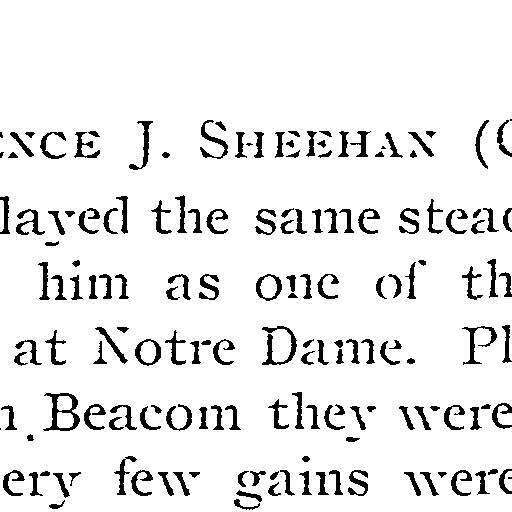 ENCE J. SHEEHAN (C
layed the same stead
him as one of th
at Notre Dame. Pl
n Beacom they were
ery few gains were